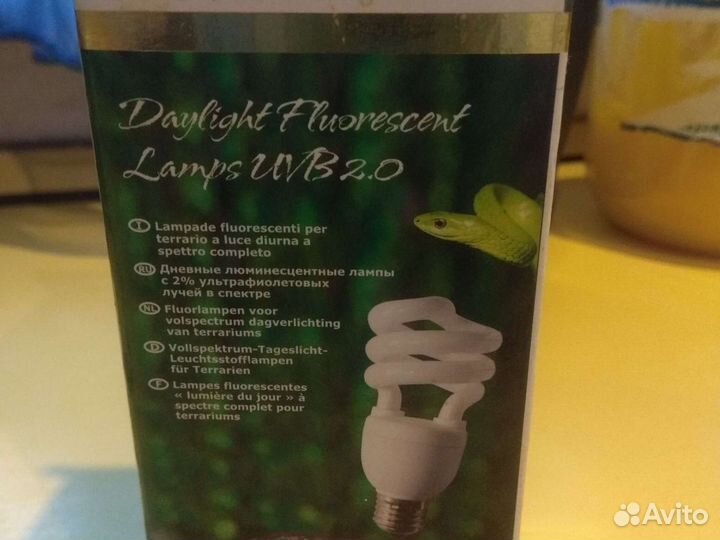 Daylight Fluorescent
Lamps UVB 2.0
I Lampade fluorescenti per
terrario a luce diurna a
spettro completo
RU Дневные люминесцентные лампы
с 2% ультрафиолетовых
лучей в спектре
NL Fluorlampen voor
volspectrum dagverlichting
van terrariums
D Vollspektrum-Tageslicht-
Leuchtsstofflampen
für Terrarien
F Lampes fluorescentes
« lumière du jour » à
spectre complet pour
terrariums
Avito